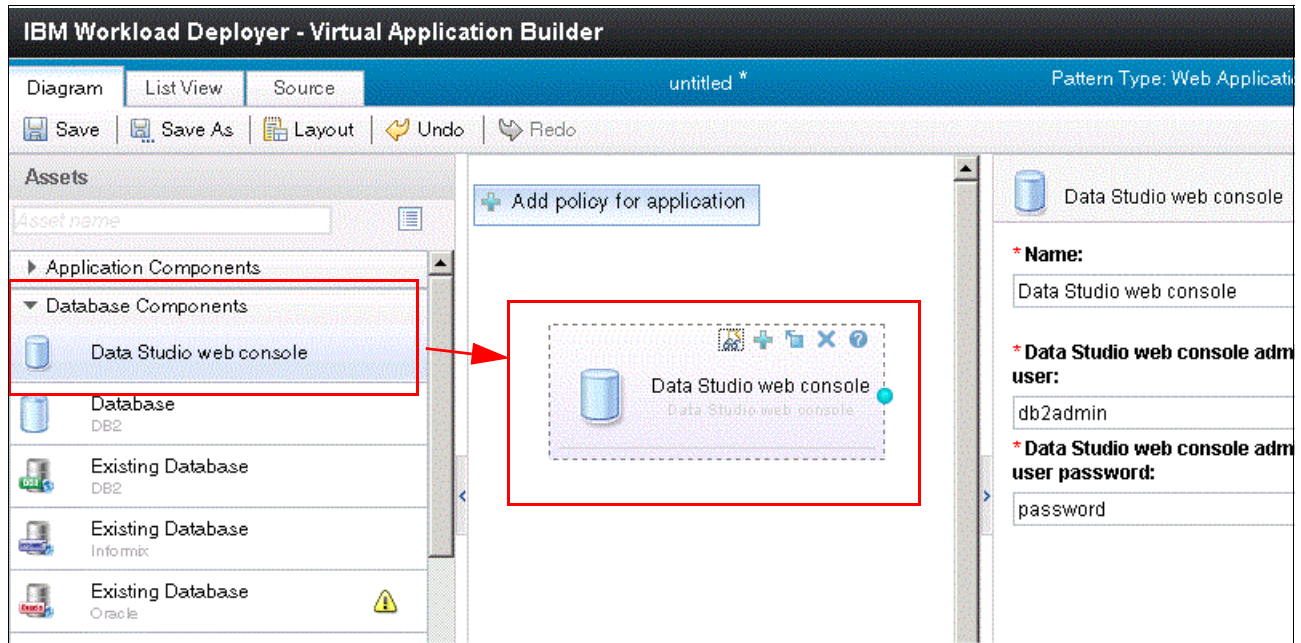 IBM Workload Deployer - Virtual Application Builder
Diagram
List View
Source
untitled *
Pattern Type: Web Applicati
Save
Save As
Layout
Undo
Redo
Assets
Asset name
Application Components
Database Components
Data Studio web console
Database
DB2
Existing Database
DB2
Existing Database
Informix
Existing Database
Oracle
Add policy for application
Data Studio web console
Data Studio web console
Data Studio web console
*Name:
Data Studio web console
*Data Studio web console adm
user:
db2admin
*Data Studio web console adm
user password:
password